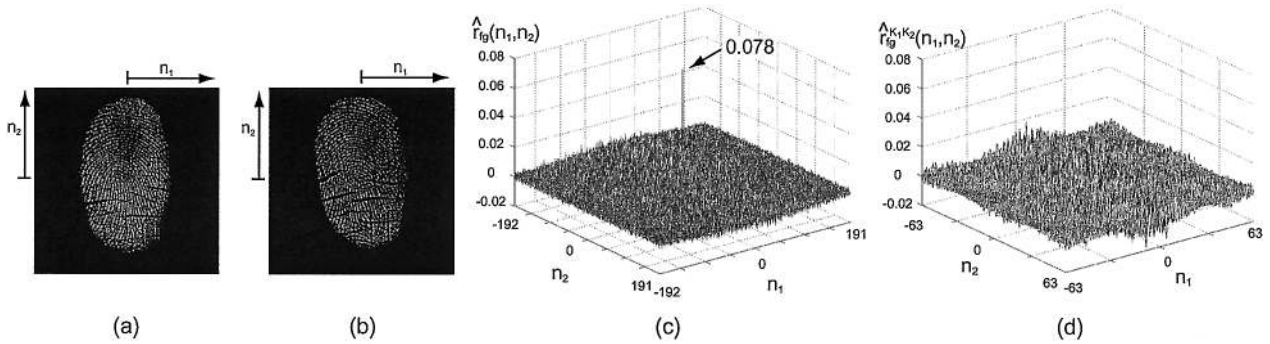 n₁
n₂
(a)
n₁
n₂
(b)
r̂fg(n₁,n₂)
0.08
0.06
0.04
0.02
0
-0.02
0.078
-192
0
191
n₂
-192
0
191
n₁
(c)
r̂fgᴷ¹ᴷ²(n₁,n₂)
0.08
0.06
0.04
0.02
0
-0.02
-63
0
63
n₂
-63
0
63
n₁
(d)